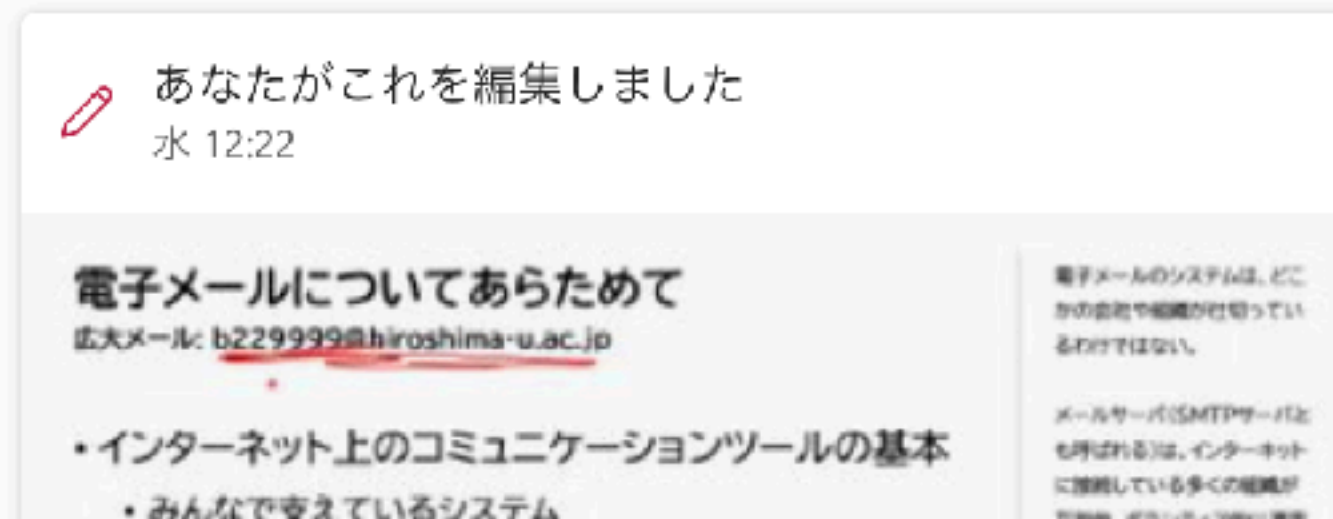 あなたがこれを編集しました
水 12:22
電子メールについてあらためて
広大メール: b229999@hiroshima-u.ac.jp
・インターネット上のコミュニケーションツールの基本
・みんなで支えているシステム
電子メールのシステムは、どこ
かの会社や組織が仕切ってい
るわけではない。
メールサーバ(SMTPサーバと
も呼ばれる)は、インターネット
に接続している多くの組織が